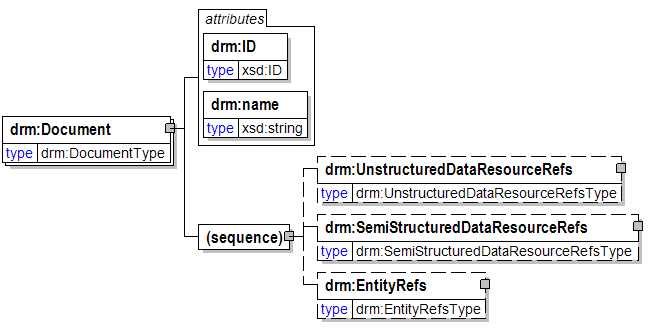 attributes
drm:ID
type xsd:ID
drm:name
type xsd:string
drm:Document
type drm:DocumentType
(sequence)
drm:UnstructuredDataResourceRefs
type drm:UnstructuredDataResourceRefsType
drm:SemiStructuredDataResourceRefs
type drm:SemiStructuredDataResourceRefsType
drm:EntityRefs
type drm:EntityRefsType